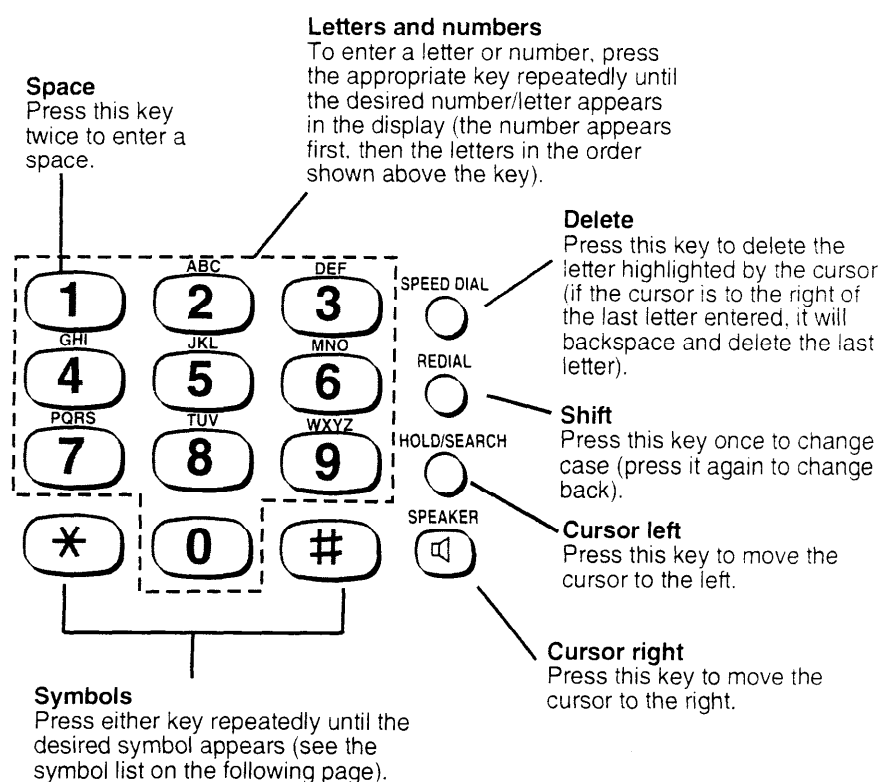 Letters and numbers
To enter a letter or number, press
the appropriate key repeatedly until
the desired number/letter appears
in the display (the number appears
first, then the letters in the order
shown above the key).
Space
Press this key
twice to enter a
space.
Delete
Press this key to delete the
letter highlighted by the cursor
(if the cursor is to the right of
the last letter entered, it will
backspace and delete the last
letter).
ABC DEF
1 2 3 SPEED DIAL
GHI JKL MNO
4 5 6 REDIAL
PQRS TUV WXYZ
7 8 9 HOLD/SEARCH
* 0 # SPEAKER
Shift
Press this key once to change
case (press it again to change
back).
Cursor left
Press this key to move the
cursor to the left.
Cursor right
Press this key to move the
cursor to the right.
Symbols
Press either key repeatedly until the
desired symbol appears (see the
symbol list on the following page).